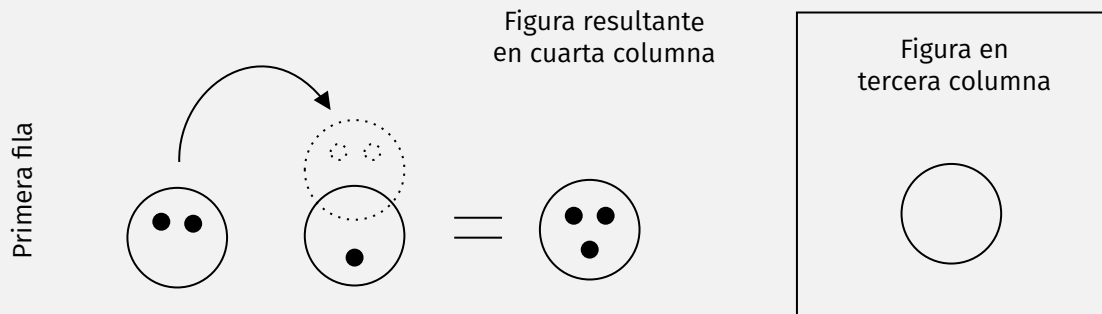 Figura resultante
en cuarta columna
Figura en
tercera columna
Primera fila